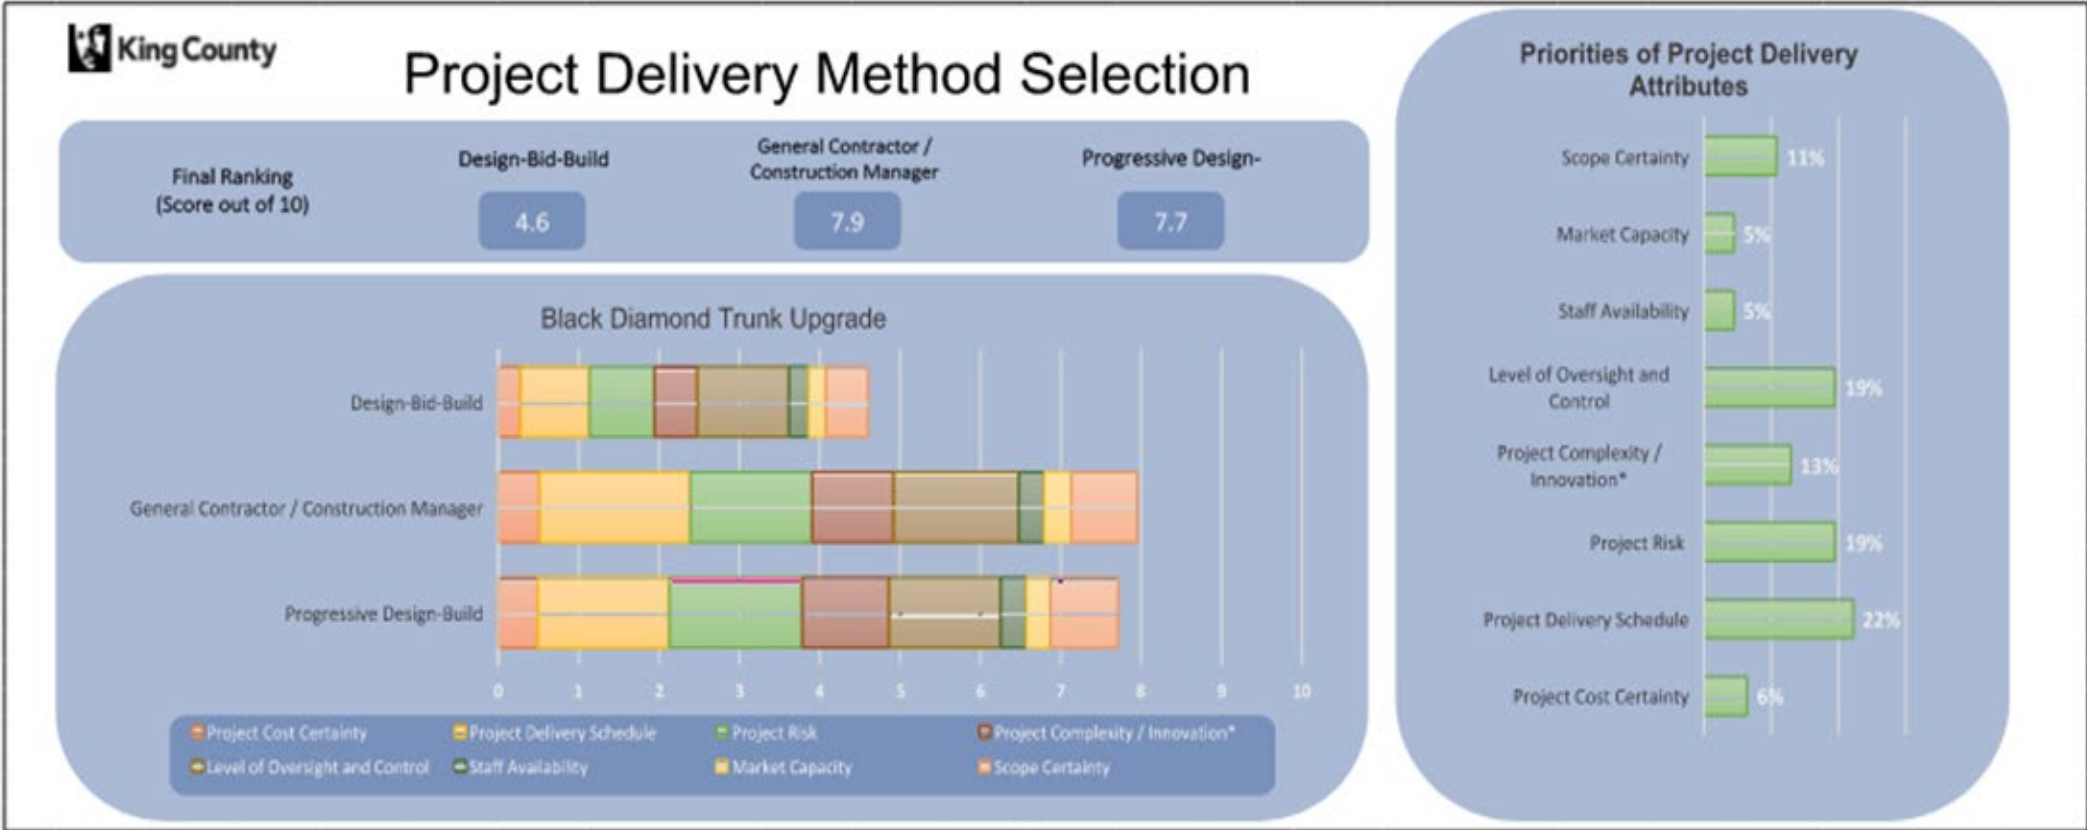 King County
Project Delivery Method Selection
Final Ranking
(Score out of 10)
Design-Bid-Build
4.6
General Contractor /
Construction Manager
7.9
Progressive Design-
7.7
Black Diamond Trunk Upgrade
Design-Bid-Build
General Contractor / Construction Manager
Progressive Design-Build
0 1 2 3 4 5 6 7 8 9 10
Project Cost Certainty Project Delivery Schedule Project Risk Project Complexity / Innovation*
Level of Oversight and Control Staff Availability Market Capacity Scope Certainty
Priorities of Project Delivery
Attributes
Scope Certainty 11%
Market Capacity 5%
Staff Availability 5%
Level of Oversight and
Control 19%
Project Complexity /
Innovation* 13%
Project Risk 19%
Project Delivery Schedule 22%
Project Cost Certainty 6%